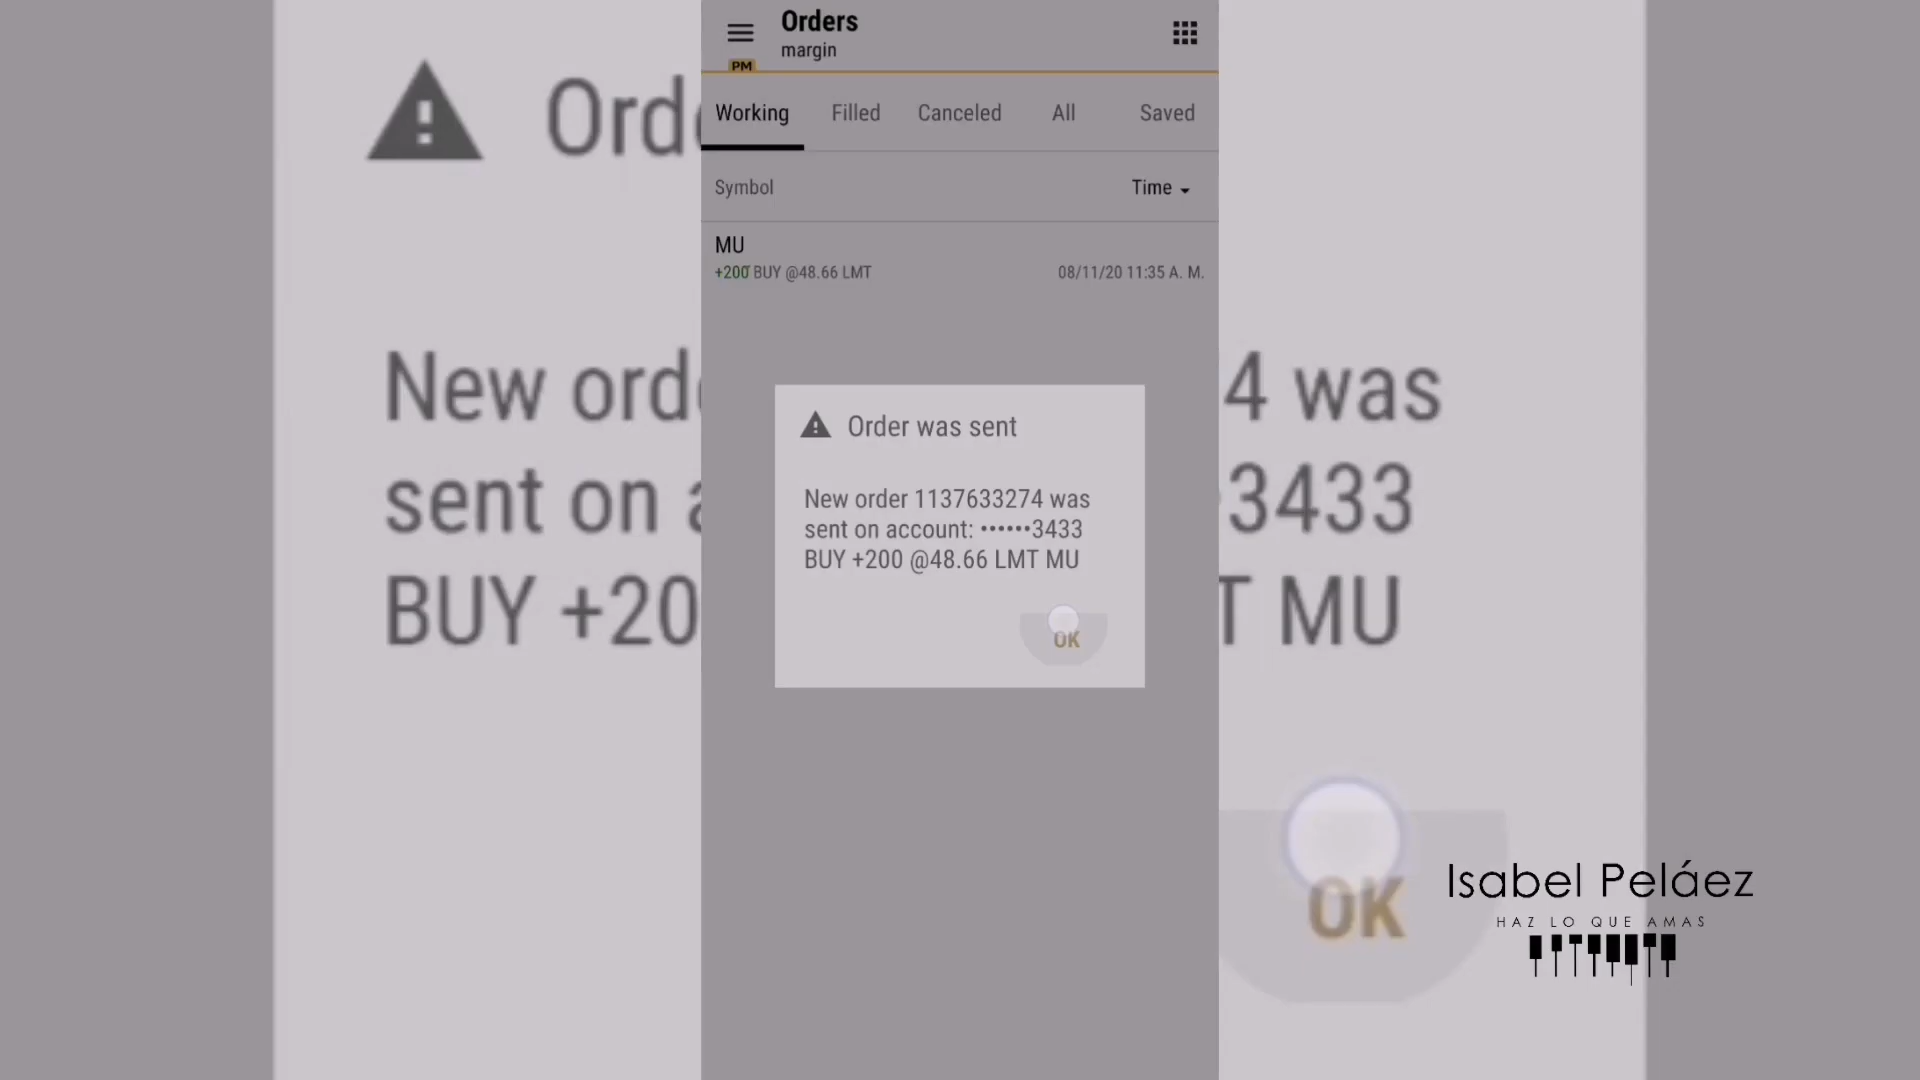 Orders
margin
PM
Working Filled Canceled All Saved
Symbol Time
MU
+200 BUY @48.66 LMT 08/11/20 11:35 A. M.
Order was sent
New order 1137633274 was
sent on account: ••••••3433
BUY +200 @48.66 LMT MU
OK
Ord
New ord 4 was
sent on 3433
BUY +20 T MU
OK
Isabel Peláez
HAZ LO QUE AMAS